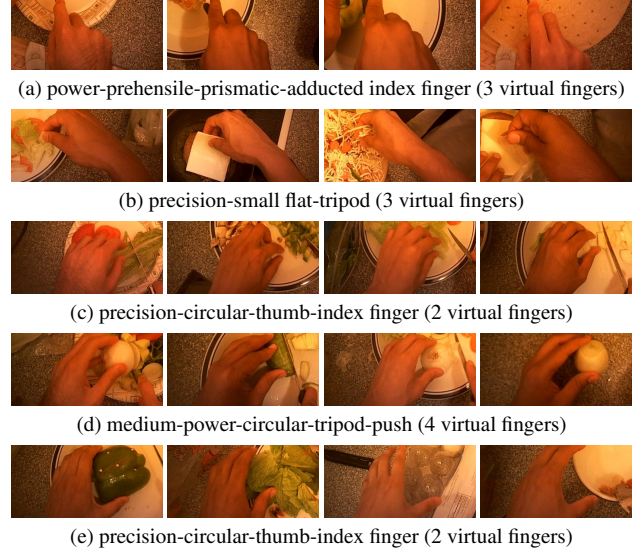 (a) power-prehensile-prismatic-adducted index finger (3 virtual fingers)
(b) precision-small flat-tripod (3 virtual fingers)
(c) precision-circular-thumb-index finger (2 virtual fingers)
(d) medium-power-circular-tripod-push (4 virtual fingers)
(e) precision-circular-thumb-index finger (2 virtual fingers)